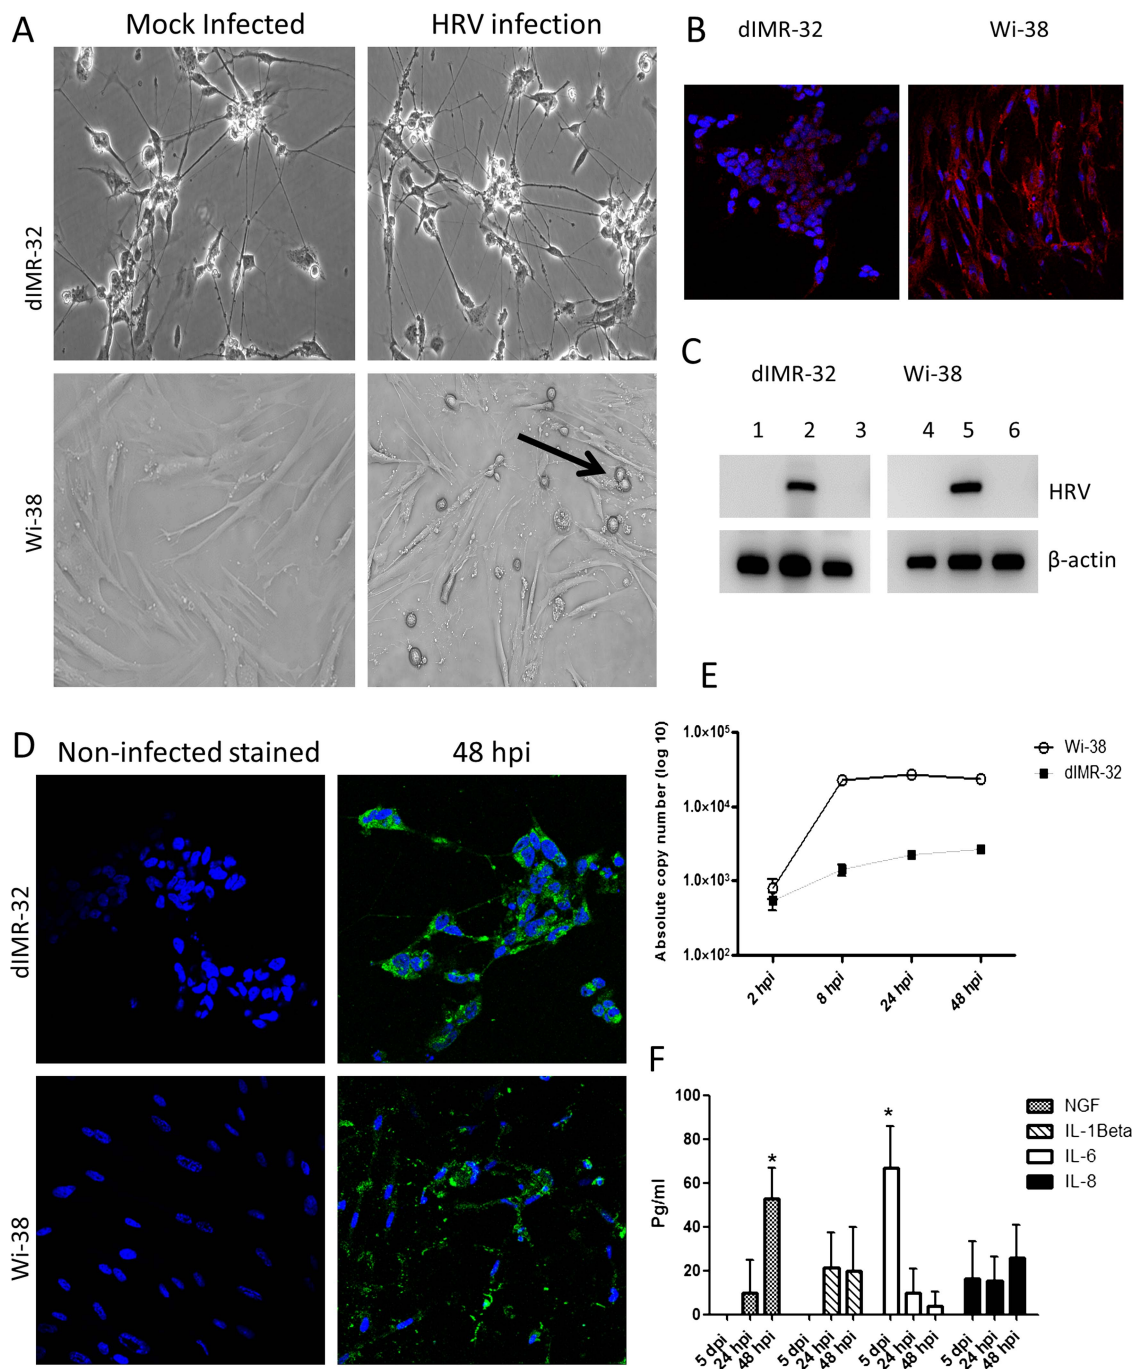 A
Mock Infected
HRV infection
dIMR-32
Wi-38
B
dIMR-32
Wi-38
C
dIMR-32
Wi-38
1 2 3 4 5 6
HRV
β-actin
D
Non-infected stained
48 hpi
dIMR-32
Wi-38
E
Absolute copy number (log 10)
1.0×10⁵
1.0×10⁴
1.0×10³
1.0×10²
2 hpi
8 hpi
24 hpi
48 hpi
Wi-38
dIMR-32
F
Pg/ml
100
80
60
40
20
0
*
*
5 dpi
24 hpi
48 hpi
5 dpi
24 hpi
48 hpi
5 dpi
24 hpi
48 hpi
5 dpi
24 hpi
48 hpi
NGF
IL-1Beta
IL-6
IL-8